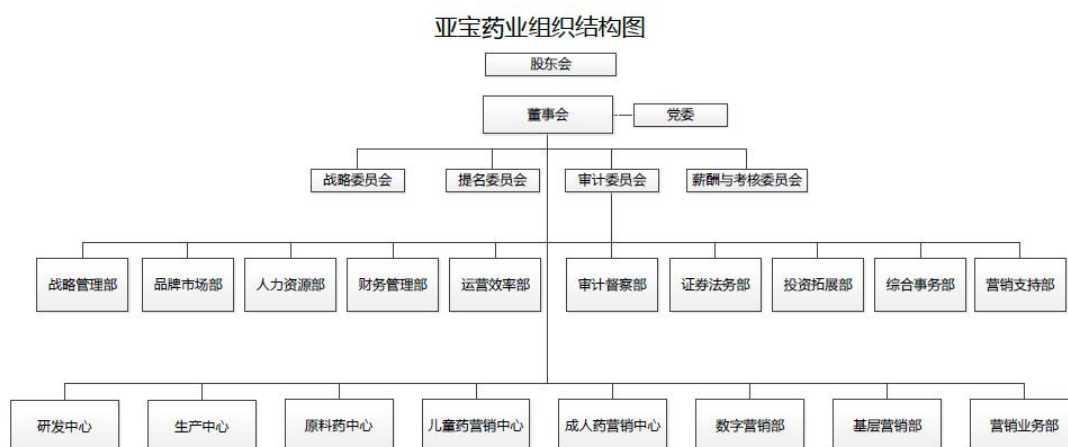 亚宝药业组织结构图
股东会
董事会
党委
战略委员会
提名委员会
审计委员会
薪酬与考核委员会
战略管理部
品牌市场部
人力资源部
财务管理部
运营效率部
审计督察部
证券法务部
投资拓展部
综合事务部
营销支持部
研发中心
生产中心
原料药中心
儿童药营销中心
成人药营销中心
数字营销部
基层营销部
营销业务部